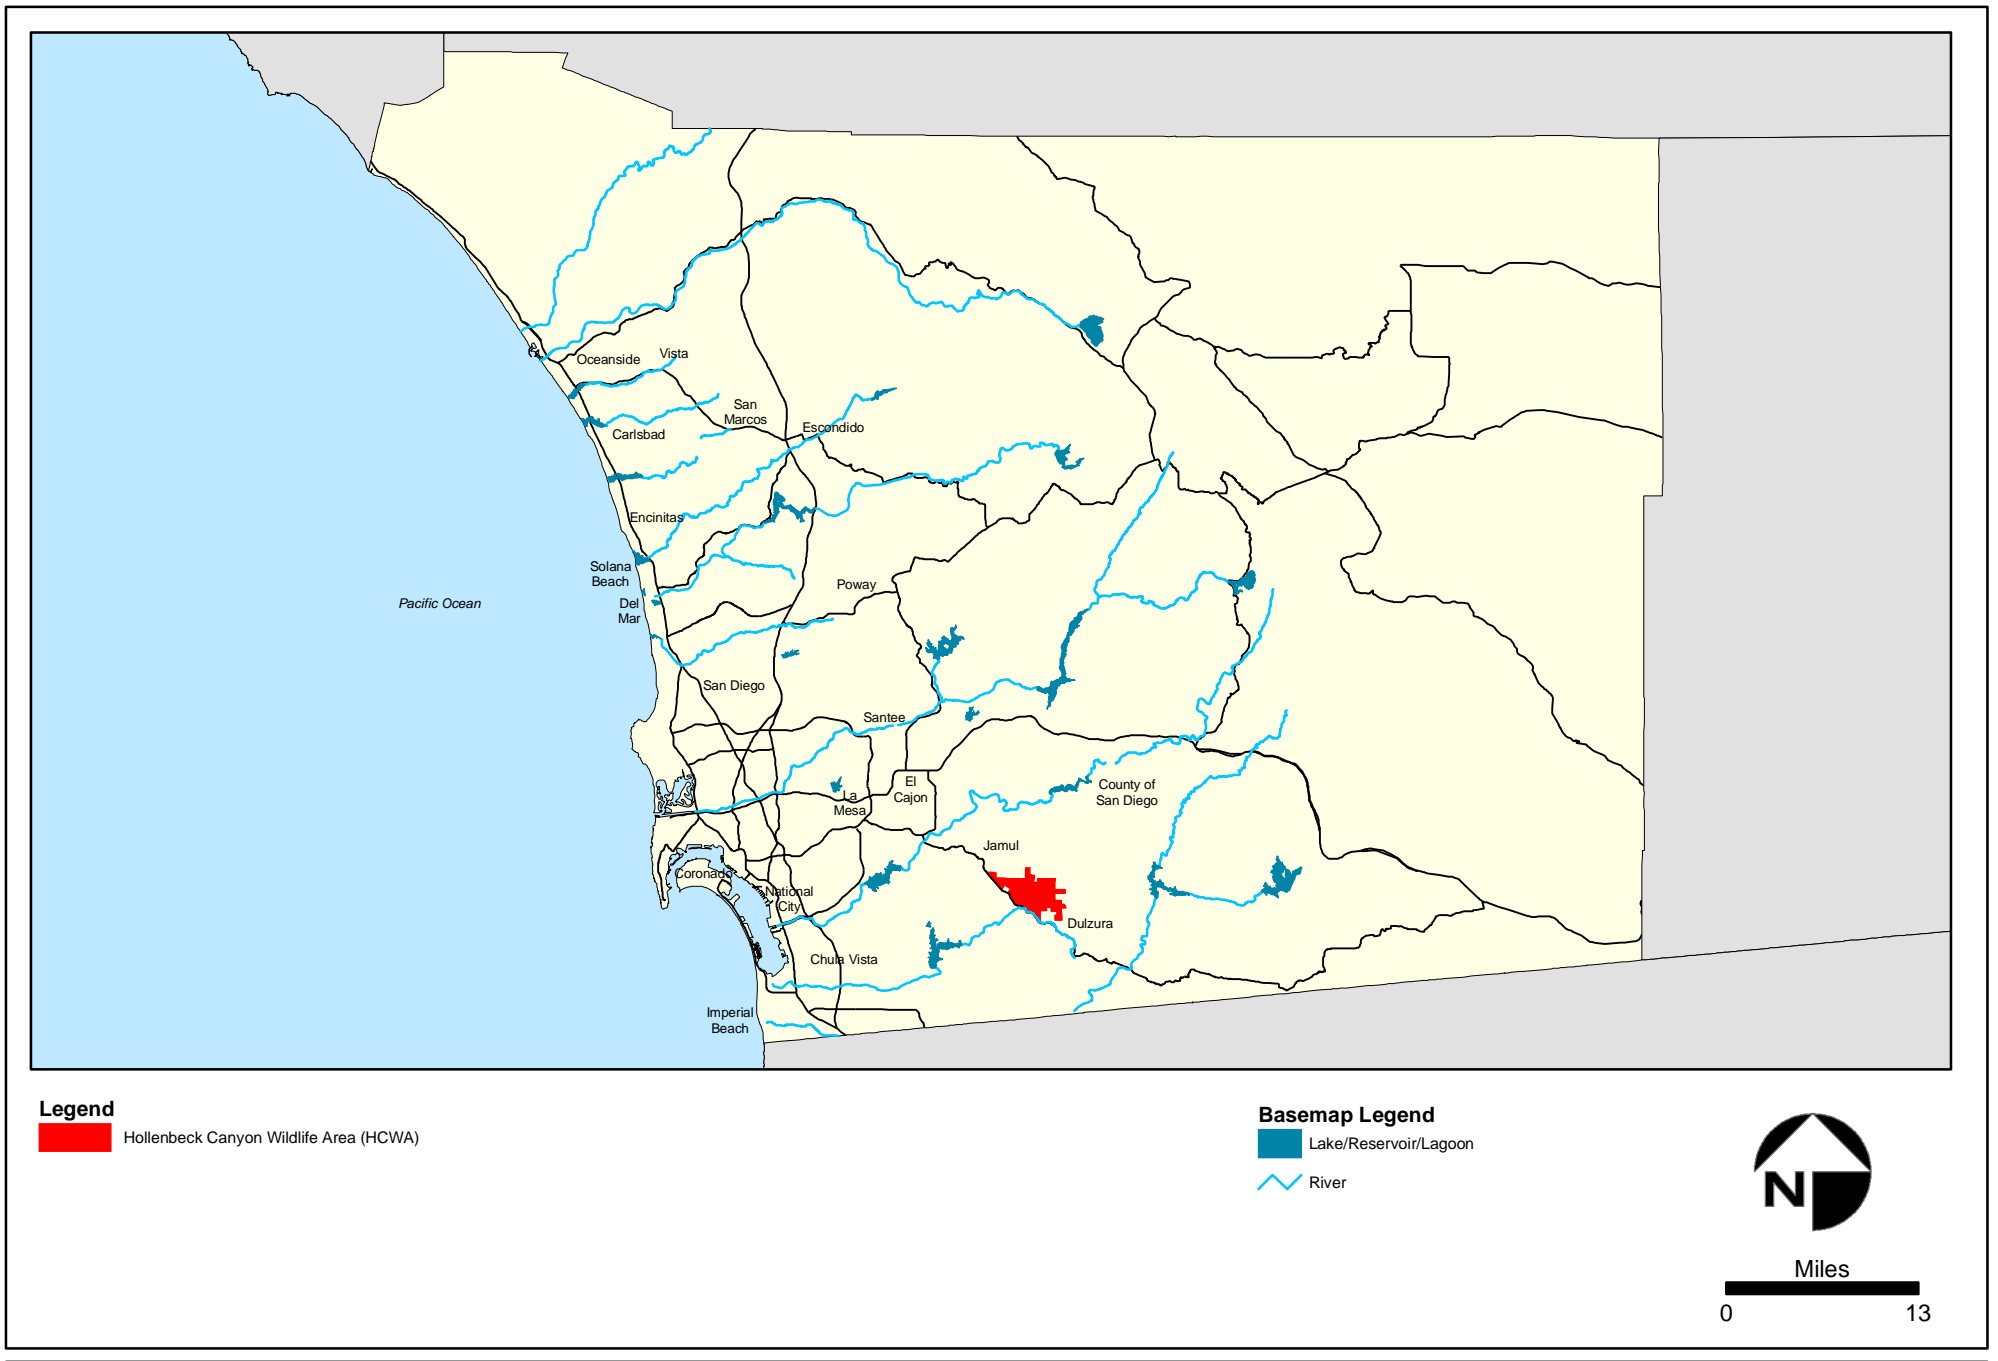 Oceanside
Vista
San
Marcos
Escondido
Carlsbad
Encinitas
Solana
Beach
Poway
Del
Mar
Pacific Ocean
San Diego
Santee
El
Cajon
County of
San Diego
La
Mesa
Jamul
Coronado
National
City
Dulzura
Chula Vista
Imperial
Beach
Legend
Hollenbeck Canyon Wildlife Area (HCWA)
Basemap Legend
Lake/Reservoir/Lagoon
River
N
Miles
0 13